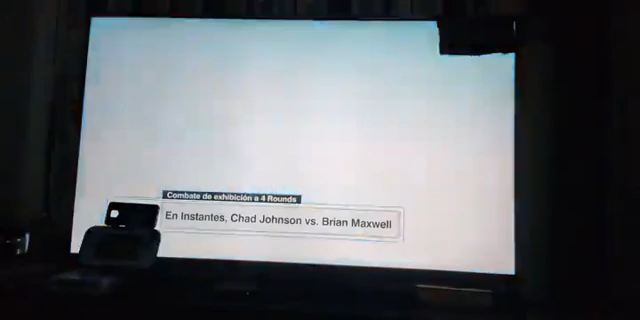 Combate de exhibición a 4 Rounds
En Instantes, Chad Johnson vs. Brian Maxwell